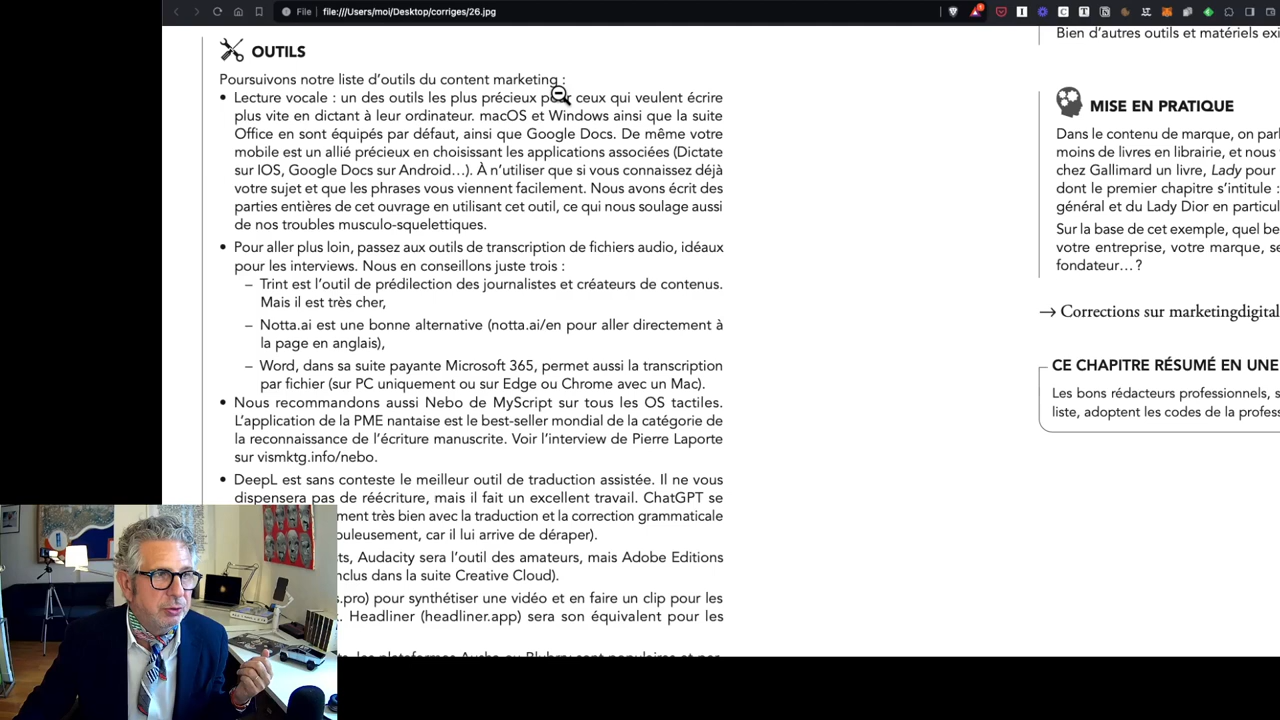 File
file:///Users/moi/Desktop/corriges/26.jpg
OUTILS
Poursuivons notre liste d'outils du content marketing :
• Lecture vocale : un des outils les plus précieux pour ceux qui veulent écrire
plus vite en dictant à leur ordinateur. macOS et Windows ainsi que la suite
Office en sont équipés par défaut, ainsi que Google Docs. De même votre
mobile est un allié précieux en choisissant les applications associées (Dictate
sur IOS, Google Docs sur Android…). À n'utiliser que si vous connaissez déjà
votre sujet et que les phrases vous viennent facilement. Nous avons écrit des
parties entières de cet ouvrage en utilisant cet outil, ce qui nous soulage aussi
de nos troubles musculo-squelettiques.
• Pour aller plus loin, passez aux outils de transcription de fichiers audio, idéaux
pour les interviews. Nous en conseillons juste trois :
– Trint est l'outil de prédilection des journalistes et créateurs de contenus.
Mais il est très cher,
– Notta.ai est une bonne alternative (notta.ai/en pour aller directement à
la page en anglais),
– Word, dans sa suite payante Microsoft 365, permet aussi la transcription
par fichier (sur PC uniquement ou sur Edge ou Chrome avec un Mac).
• Nous recommandons aussi Nebo de MyScript sur tous les OS tactiles.
L'application de la PME nantaise est le best-seller mondial de la catégorie de
la reconnaissance de l'écriture manuscrite. Voir l'interview de Pierre Laporte
sur vismktg.info/nebo.
• DeepL est sans conteste le meilleur outil de traduction assistée. Il ne vous
dispensera pas de réécriture, mais il fait un excellent travail. ChatGPT se
ment très bien avec la traduction et la correction grammaticale
puleusement, car il lui arrive de déraper).
ts, Audacity sera l'outil des amateurs, mais Adobe Editions
nclus dans la suite Creative Cloud).
s.pro) pour synthétiser une vidéo et en faire un clip pour les
. Headliner (headliner.app) sera son équivalent pour les
Bien d'autres outils et matériels exi
MISE EN PRATIQUE
Dans le contenu de marque, on parl
moins de livres en librairie, et nous
chez Gallimard un livre, Lady pour
dont le premier chapitre s'intitule :
général et du Lady Dior en particul
Sur la base de cet exemple, quel be
votre entreprise, votre marque, se
fondateur…?
→ Corrections sur marketingdigital
CE CHAPITRE RÉSUMÉ EN UNE
Les bons rédacteurs professionnels, s
liste, adoptent les codes de la profes